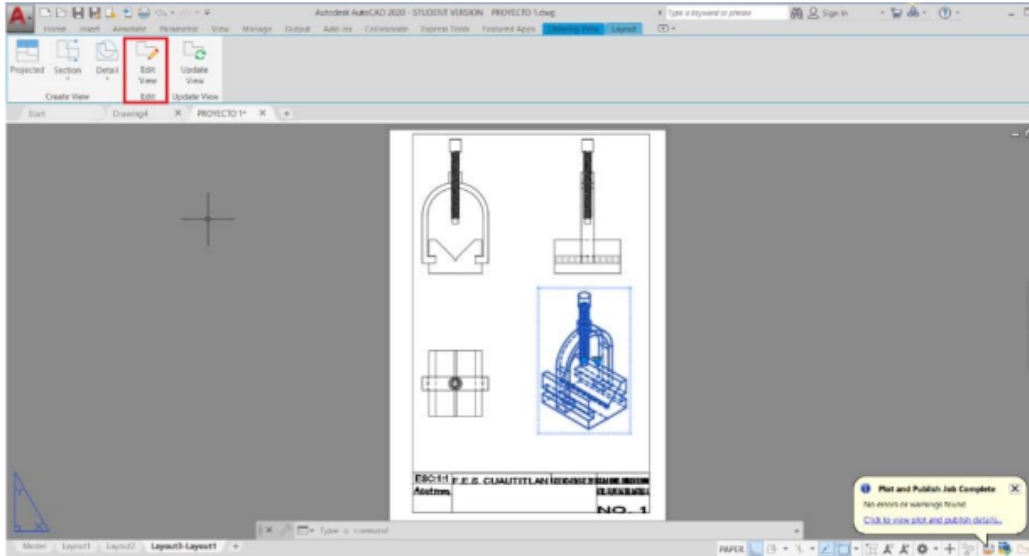 Autodesk AutoCAD 2020 - STUDENT VERSION PROYECTO 1.dwg
Type a keyword or phrase
Sign In
Home Insert Annotate Parametric View Manage Output Add-ins Collaborate Express Tools Featured Apps Drawing View Layout
Projected Section Detail Edit View Update View
Create View Edit Update View
Start Drawing4 PROYECTO 1*
ESC:1:1 F.E.S. CUAUTITLAN
NO. 1
Plot and Publish Job Complete
No errors or warnings found
Click to view plot and publish details...
Type a command
Model Layout1 Layout2 Layout3-Layout1
PAPER